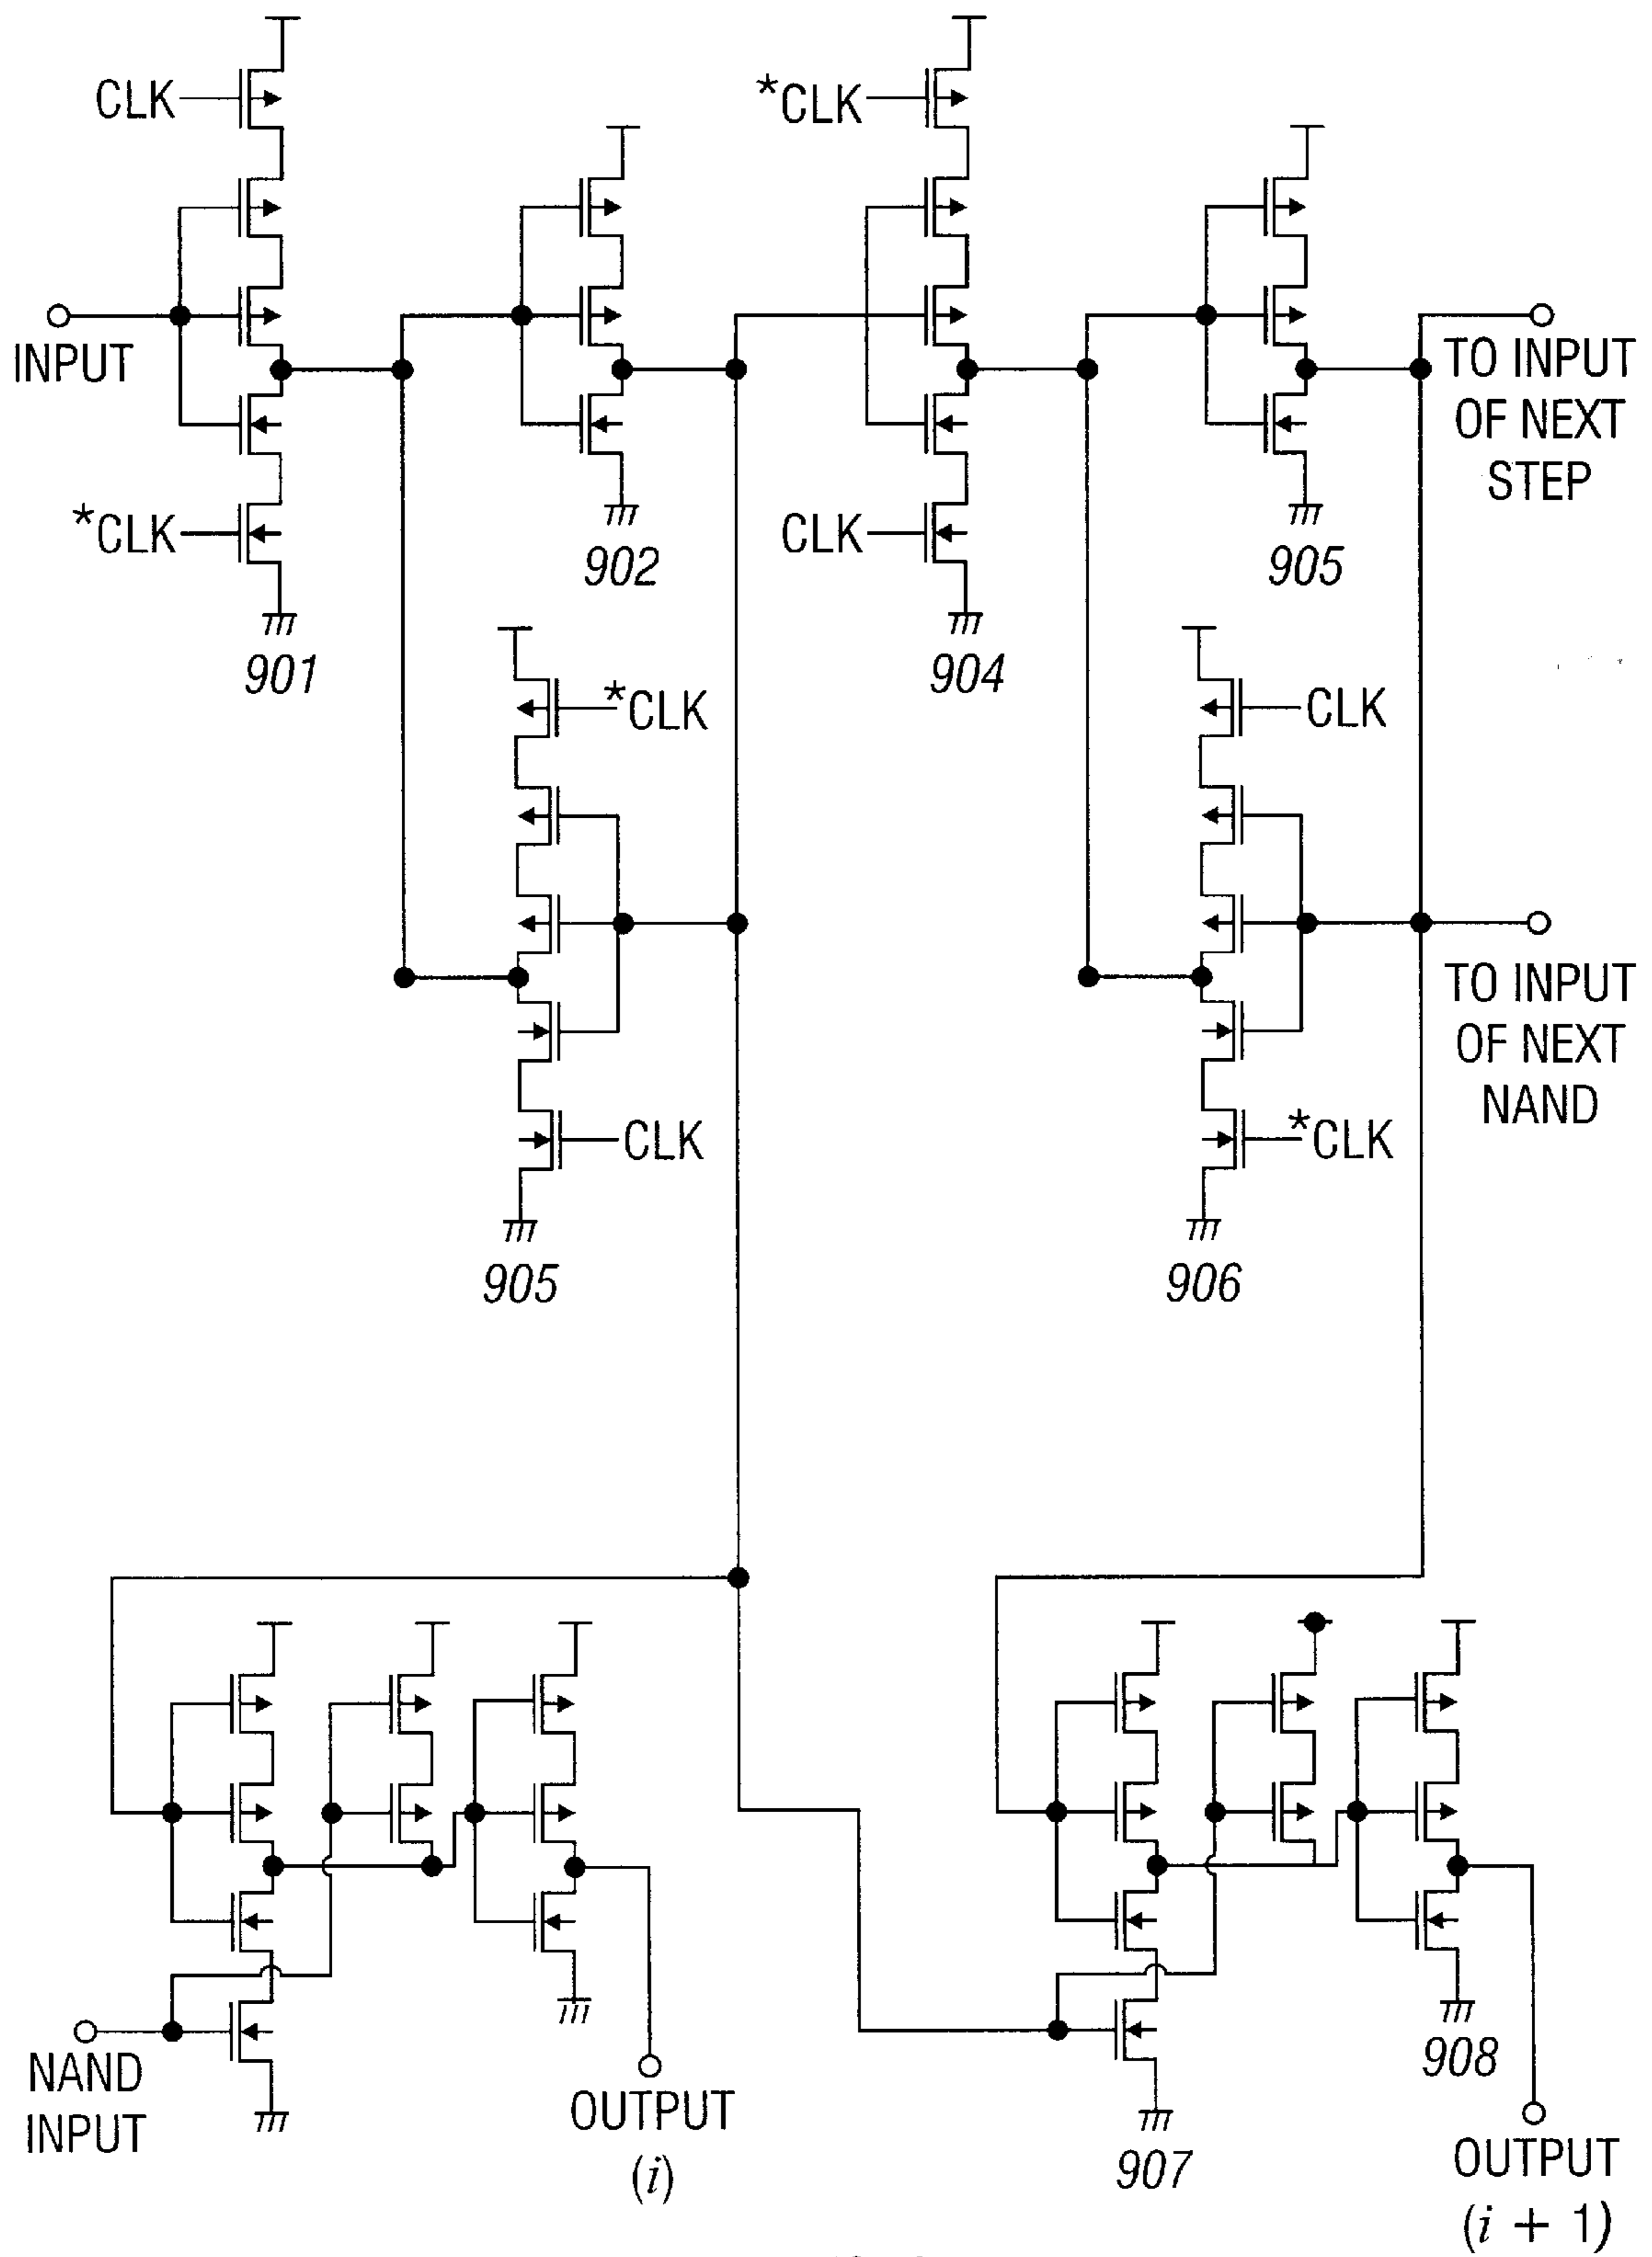 CLK
*CLK
INPUT
TO INPUT
OF NEXT
STEP
*CLK
CLK
902
905
901
904
*CLK
CLK
TO INPUT
OF NEXT
NAND
CLK
*CLK
905
906
NAND
INPUT
OUTPUT
(i)
908
907
OUTPUT
(i + 1)